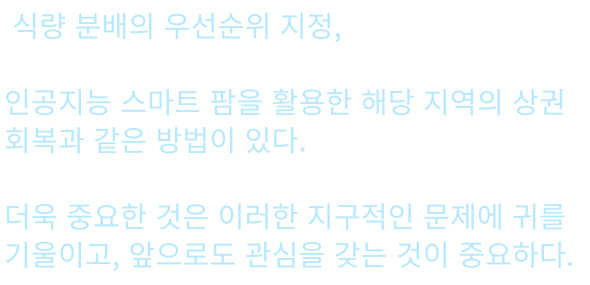 식량 분배의 우선순위 지정,
인공지능 스마트 팜을 활용한 해당 지역의 상권
회복과 같은 방법이 있다.
더욱 중요한 것은 이러한 지구적인 문제에 귀를
기울이고, 앞으로도 관심을 갖는 것이 중요하다.